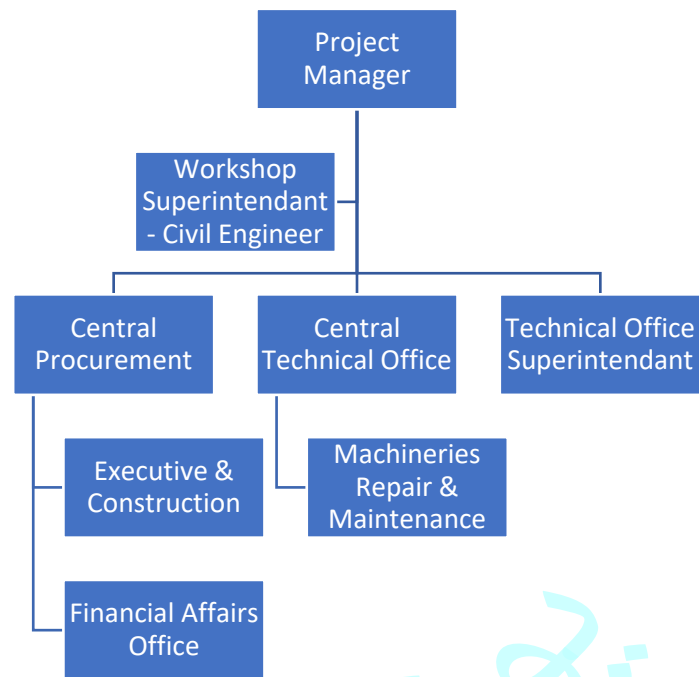 Project
Manager
Workshop
Superintendant
- Civil Engineer
Central
Procurement
Central
Technical Office
Technical Office
Superintendant
Executive &
Construction
Machineries
Repair &
Maintenance
Financial Affairs
Office